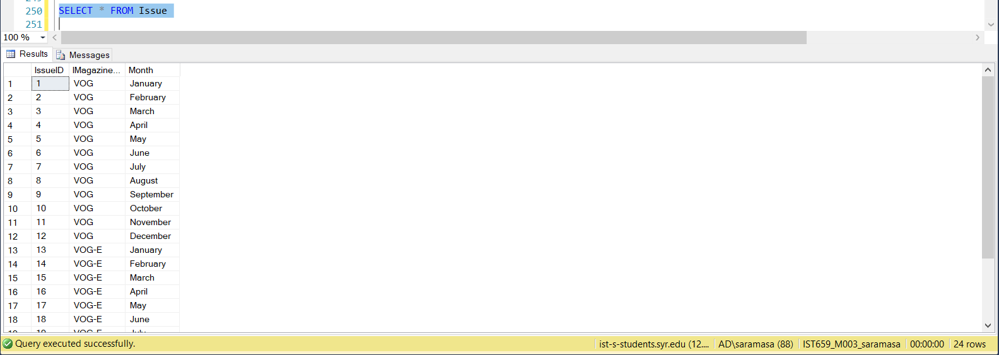 249
250 SELECT * FROM Issue
251
100 %
Results Messages
IssueID IMagazine... Month
1 1 VOG January
2 2 VOG February
3 3 VOG March
4 4 VOG April
5 5 VOG May
6 6 VOG June
7 7 VOG July
8 8 VOG August
9 9 VOG September
10 10 VOG October
11 11 VOG November
12 12 VOG December
13 13 VOG-E January
14 14 VOG-E February
15 15 VOG-E March
16 16 VOG-E April
17 17 VOG-E May
18 18 VOG-E June
19 19 VOG-E July
Query executed successfully. ist-s-students.syr.edu (12.... AD\saramasa (88) IST659_M003_saramasa 00:00:00 24 rows